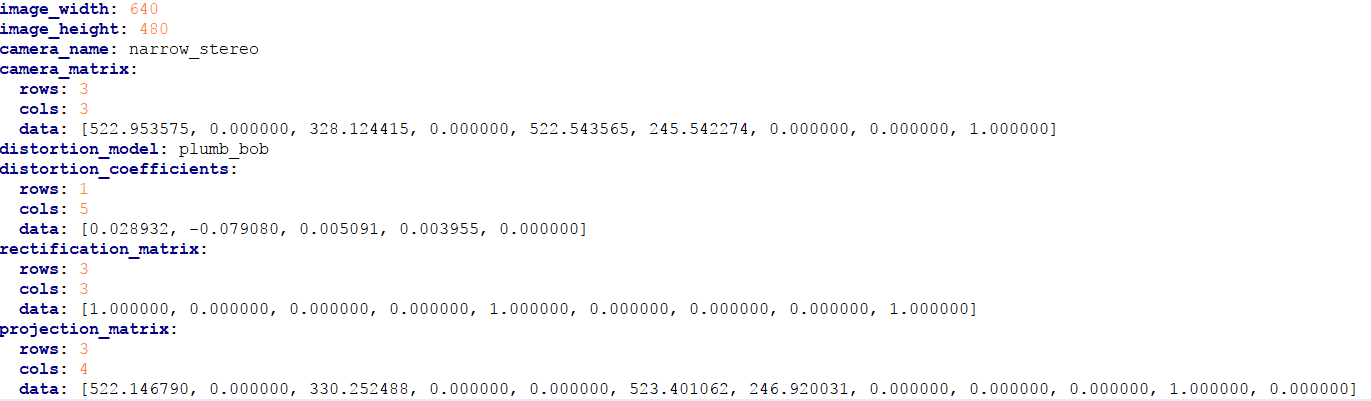 image_width: 640
image_height: 480
camera_name: narrow_stereo
camera_matrix:
  rows: 3
  cols: 3
  data: [522.953575, 0.000000, 328.124415, 0.000000, 522.543565, 245.542274, 0.000000, 0.000000, 1.000000]
distortion_model: plumb_bob
distortion_coefficients:
  rows: 1
  cols: 5
  data: [0.028932, -0.079080, 0.005091, 0.003955, 0.000000]
rectification_matrix:
  rows: 3
  cols: 3
  data: [1.000000, 0.000000, 0.000000, 0.000000, 1.000000, 0.000000, 0.000000, 0.000000, 1.000000]
projection_matrix:
  rows: 3
  cols: 4
  data: [522.146790, 0.000000, 330.252488, 0.000000, 0.000000, 523.401062, 246.920031, 0.000000, 0.000000, 0.000000, 1.000000, 0.000000]